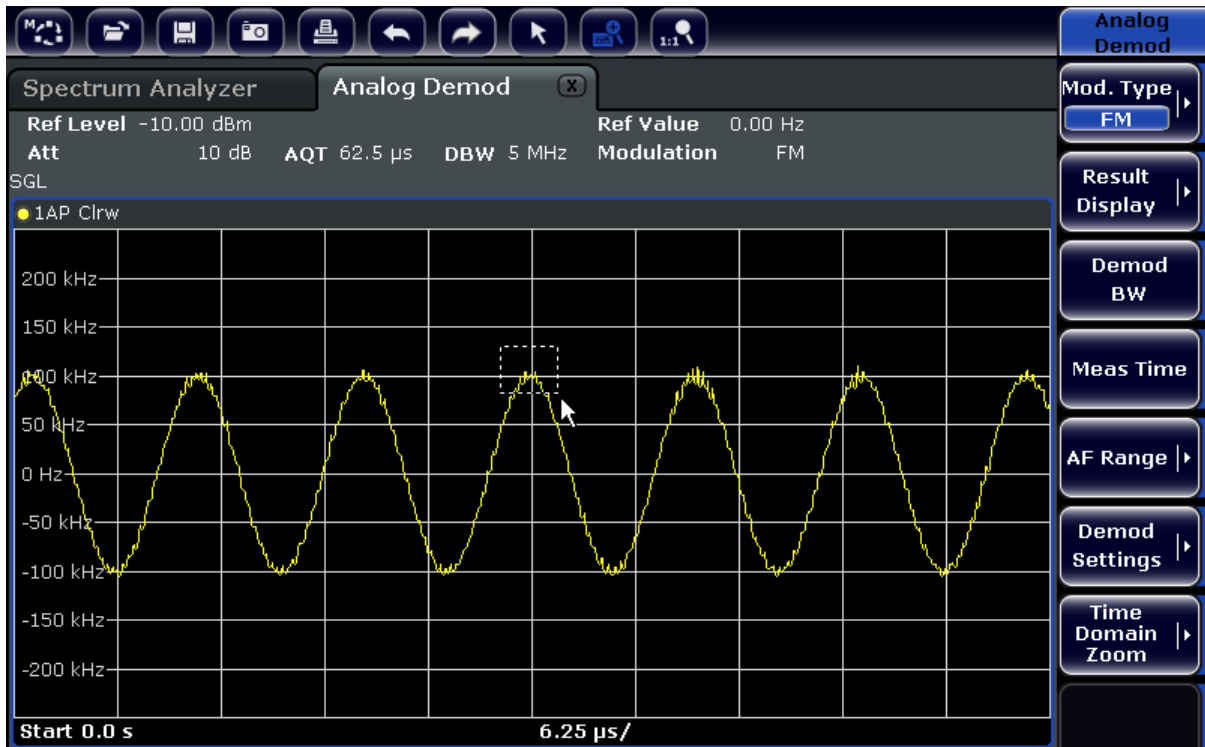 M
1:1
Analog
Demod
Spectrum Analyzer
Analog Demod
X
Mod. Type
FM
Ref Level -10.00 dBm
Ref Value 0.00 Hz
Att 10 dB AQT 62.5 µs DBW 5 MHz Modulation FM
SGL
1AP Clrw
Result
Display
200 kHz
150 kHz
100 kHz
50 kHz
0 Hz
-50 kHz
-100 kHz
-150 kHz
-200 kHz
Demod
BW
Meas Time
AF Range
Demod
Settings
Time
Domain
Zoom
Start 0.0 s
6.25 µs/